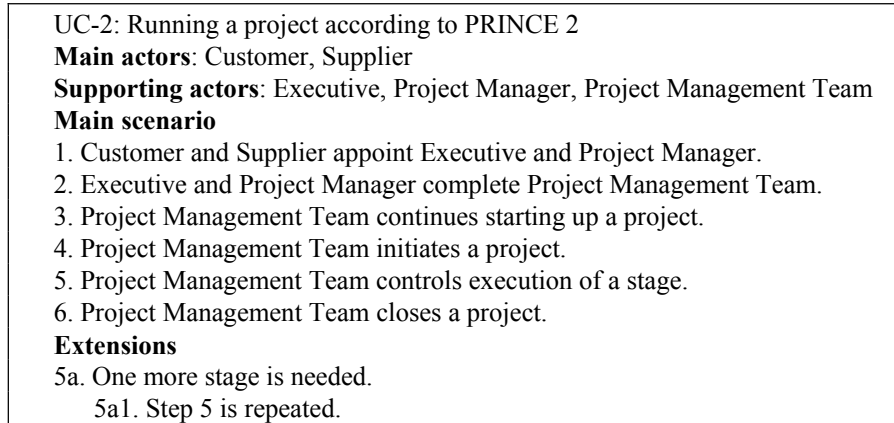 UC-2: Running a project according to PRINCE 2
Main actors: Customer, Supplier
Supporting actors: Executive, Project Manager, Project Management Team
Main scenario
1. Customer and Supplier appoint Executive and Project Manager.
2. Executive and Project Manager complete Project Management Team.
3. Project Management Team continues starting up a project.
4. Project Management Team initiates a project.
5. Project Management Team controls execution of a stage.
6. Project Management Team closes a project.
Extensions
5a. One more stage is needed.
5a1. Step 5 is repeated.